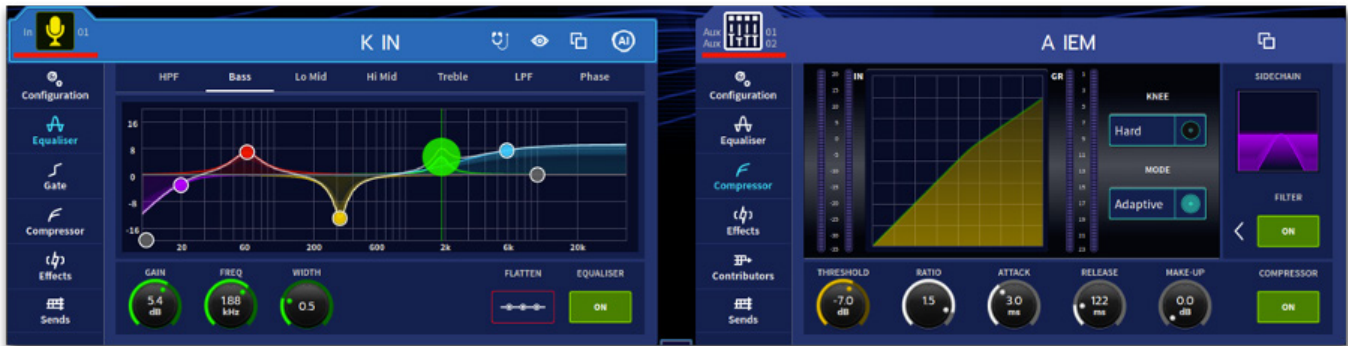 In 01
K IN
AI
Configuration
Equaliser
Gate
Compressor
Effects
Sends
HPF Bass Lo Mid Hi Mid Treble LPF Phase
16
8
0
-8
-16
20 60 200 600 2k 6k 20k
GAIN FREQ WIDTH FLATTEN EQUALISER
5.4 dB
1.88 kHz
0.5
ON
Aux 01
Aux 02
A IEM
Configuration
Equaliser
Compressor
Effects
Contributors
Sends
IN
GR
KNEE
Hard
MODE
Adaptive
SIDECHAIN
FILTER
ON
THRESHOLD RATIO ATTACK RELEASE MAKE-UP COMPRESSOR
-7.0 dB
1.5
3.0 ms
122 ms
0.0 dB
ON